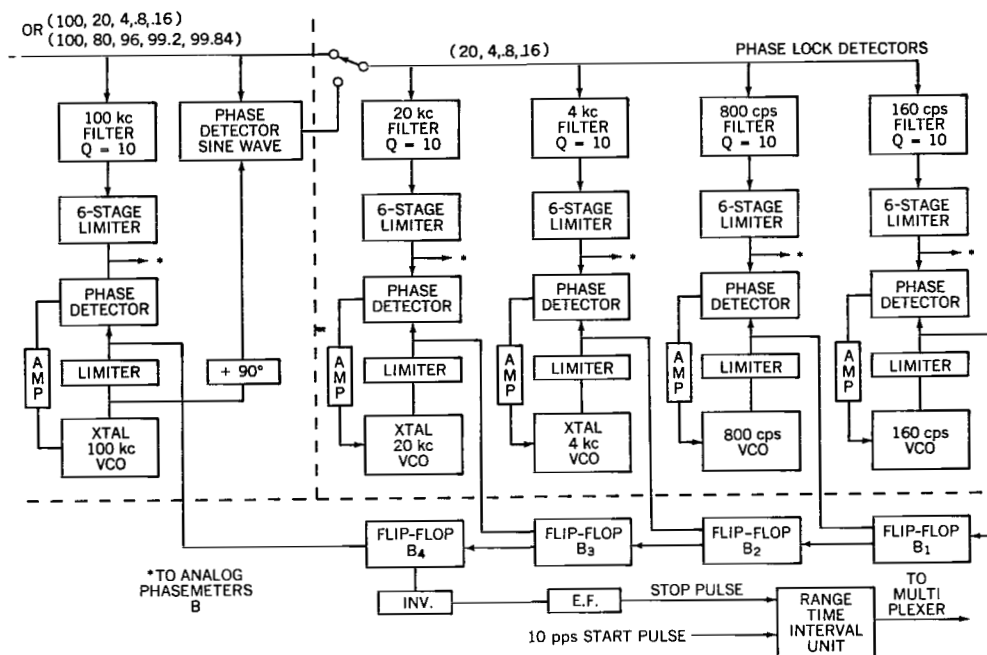 OR (100, 20, 4,.8,.16)
(100, 80, 96, 99.2, 99.84)
(20, 4,.8,.16)
PHASE LOCK DETECTORS
100 kc
FILTER
Q = 10
PHASE
DETECTOR
SINE WAVE
20 kc
FILTER
Q = 10
4 kc
FILTER
Q = 10
800 cps
FILTER
Q = 10
160 cps
FILTER
Q = 10
6-STAGE
LIMITER
6-STAGE
LIMITER
6-STAGE
LIMITER
6-STAGE
LIMITER
6-STAGE
LIMITER
*
*
*
*
*
PHASE
DETECTOR
PHASE
DETECTOR
PHASE
DETECTOR
PHASE
DETECTOR
PHASE
DETECTOR
AMP
LIMITER
+ 90°
AMP
LIMITER
AMP
LIMITER
AMP
LIMITER
AMP
LIMITER
XTAL
100 kc
VCO
XTAL
20 kc
VCO
XTAL
4 kc
VCO
800 cps
VCO
160 cps
VCO
FLIP-FLOP
B4
FLIP-FLOP
B3
FLIP-FLOP
B2
FLIP-FLOP
B1
*TO ANALOG
PHASEMETERS
B
INV.
E.F.
STOP PULSE
10 pps START PULSE
RANGE
TIME
INTERVAL
UNIT
TO
MULTI
PLEXER